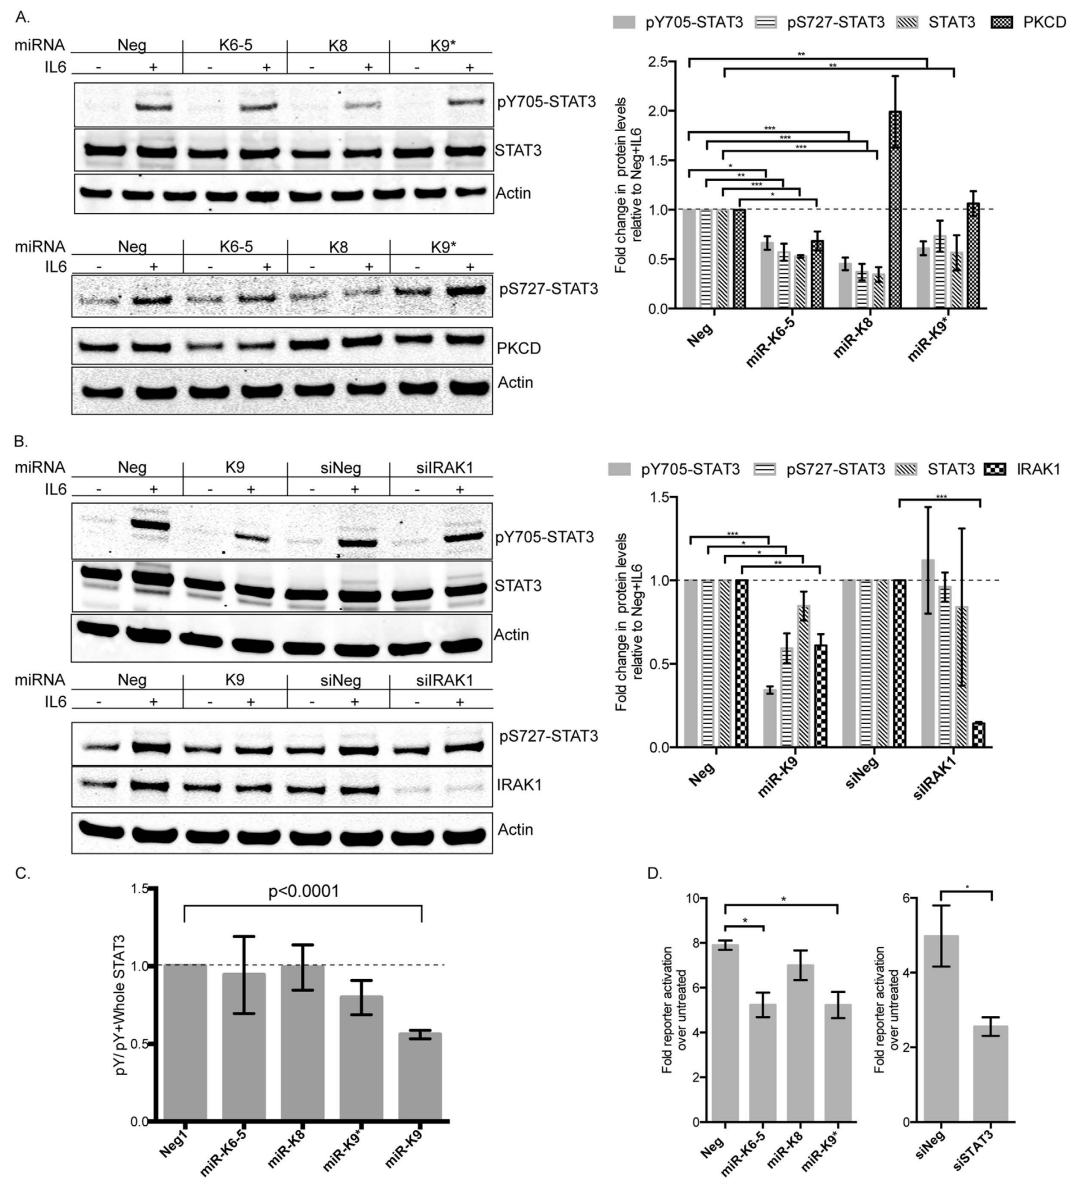 A.
miRNA Neg K6-5 K8 K9*
IL6 - + - + - + - +
pY705-STAT3
STAT3
Actin
miRNA Neg K6-5 K8 K9*
IL6 - + - + - + - +
pS727-STAT3
PKCD
Actin
pY705-STAT3 pS727-STAT3 STAT3 PKCD
Fold change in protein levels
relative to Neg+IL6
2.5
2.0
1.5
1.0
0.5
0.0
**
**
***
***
***
*
**
***
*
Neg miR-K6-5 miR-K8 miR-K9*
B.
miRNA Neg K9 siNeg siIRAK1
IL6 - + - + - + - +
pY705-STAT3
STAT3
Actin
miRNA Neg K9 siNeg siIRAK1
IL6 - + - + - + - +
pS727-STAT3
IRAK1
Actin
pY705-STAT3 pS727-STAT3 STAT3 IRAK1
Fold change in protein levels
relative to Neg+IL6
1.5
1.0
0.5
0.0
***
***
*
*
**
Neg miR-K9 siNeg siIRAK1
C.
pY/ pY+Whole STAT3
1.5
1.0
0.5
0.0
p<0.0001
Neg1 miR-K6-5 miR-K8 miR-K9* miR-K9
D.
Fold reporter activation
over untreated
10
8
6
4
2
0
*
*
Neg miR-K6-5 miR-K8 miR-K9*
Fold reporter activation
over untreated
6
4
2
0
*
siNeg siSTAT3